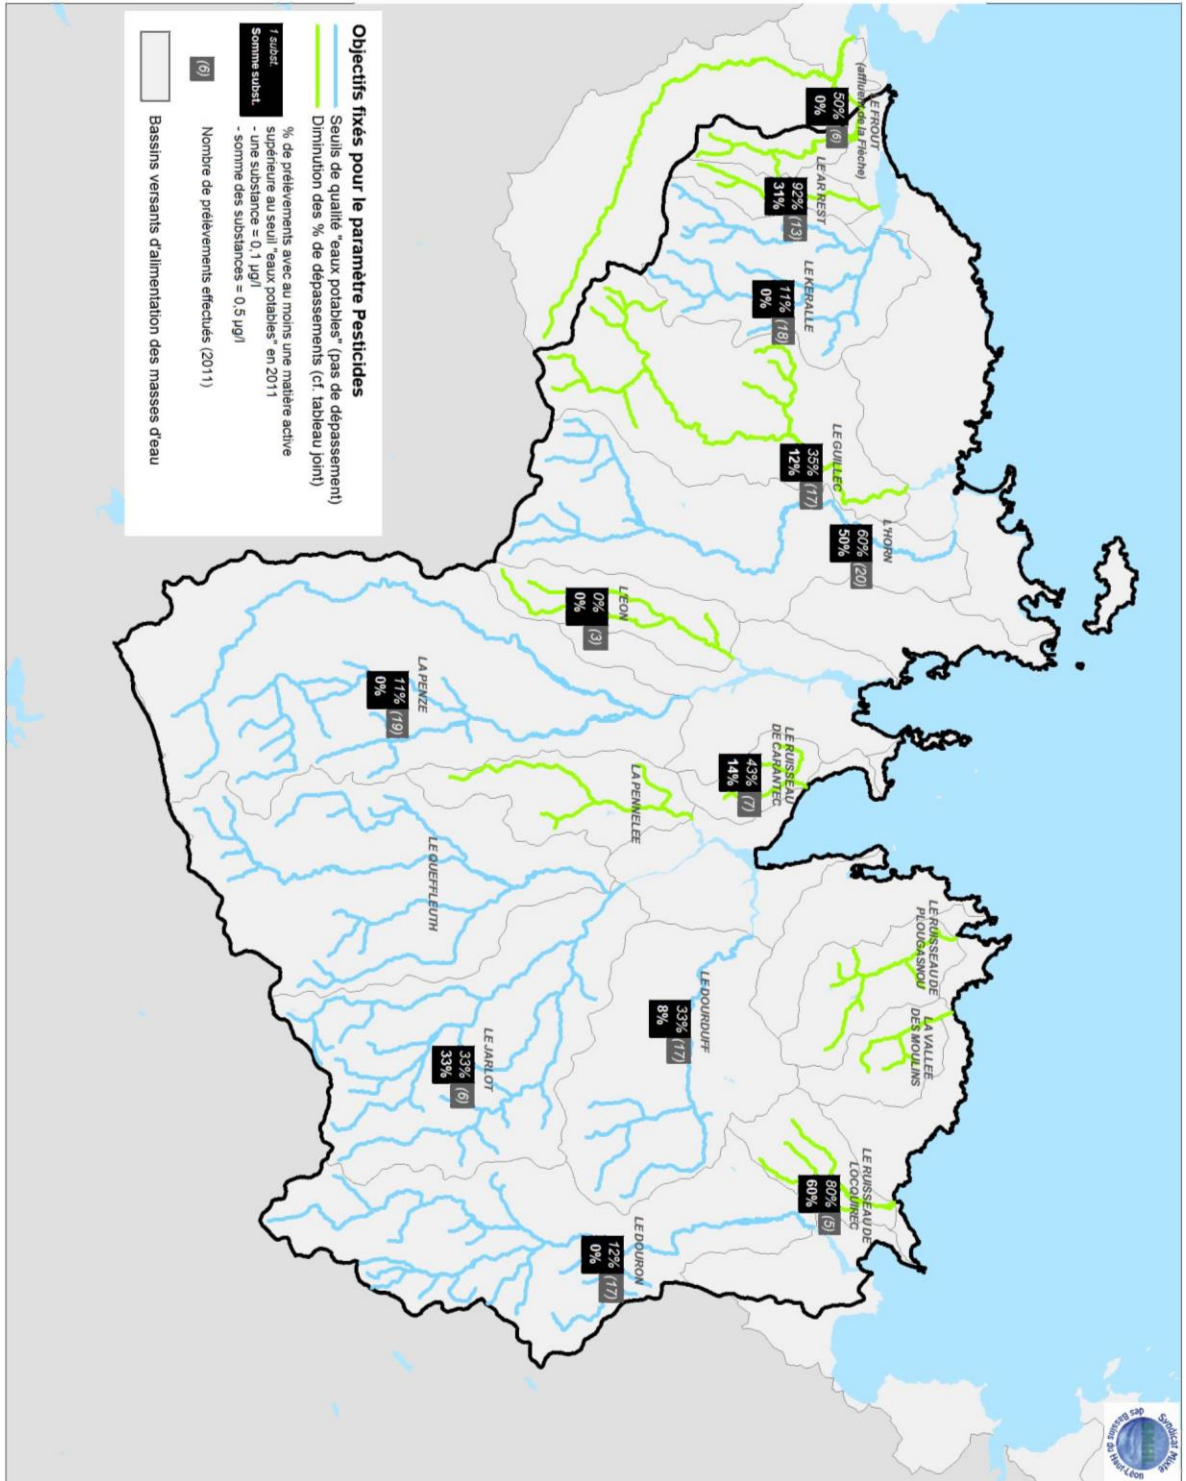 LE FROUT
(affluent de la Flèche)
50% (6)
0%
LE AR REST
92% (13)
31%
LE KERALLE
11% (18)
0%
LE GUILLEC
35% (17)
12%
L'HORN
60% (20)
50%
L'EON
0% (3)
0%
LA PENZE
11% (19)
0%
LE RUISSEAU
DE CARANTEC
43% (7)
14%
LA PENNELEE
LE QUEFFLEUTH
LE RUISSEAU DE
PLOUGASNOU
LA VALLEE
DES MOULINS
LE DOURDUFF
33% (17)
8%
LE JARLOT
33% (6)
33%
LE RUISSEAU DE
LOCQUIREC
80% (5)
60%
LE DOURON
12% (17)
0%
Objectifs fixés pour le paramètre Pesticides
Seuils de qualité "eaux potables" (pas de dépassement)
Diminution des % de dépassements (cf. tableau joint)
1 subst.
Somme subst.
% de prélèvements avec au moins une matière active
supérieure au seuil "eaux potables" en 2011
- une substance = 0,1 µg/l
- somme des substances = 0,5 µg/l
(6)
Nombre de prélèvements effectués (2011)
Bassins versants d'alimentation des masses d'eau
Syndicat Mixte
des Bassins du Haut-Léon